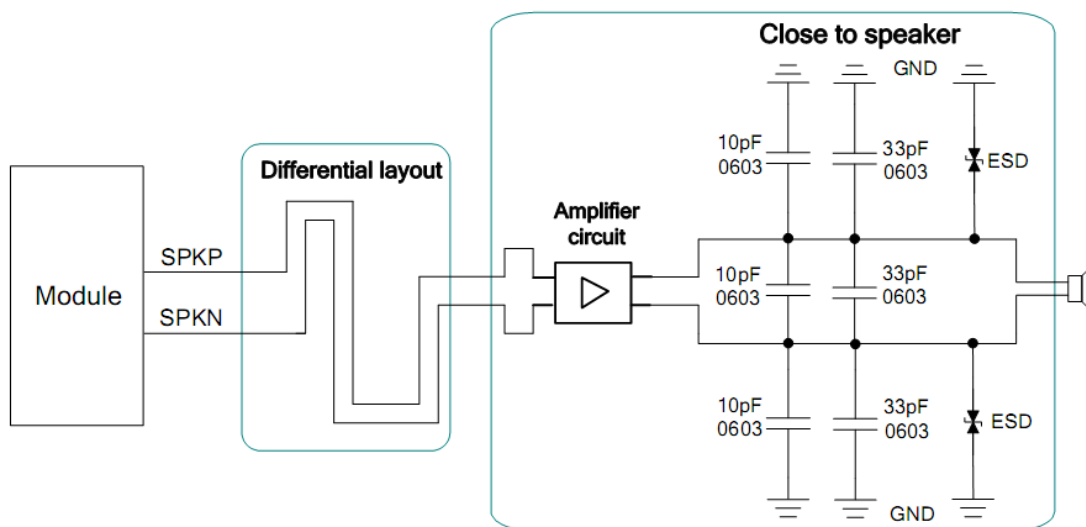 Close to speaker
GND
10pF
0603
33pF
0603
ESD
Differential layout
Amplifier
circuit
SPKP
Module
SPKN
10pF
0603
33pF
0603
10pF
0603
33pF
0603
ESD
GND